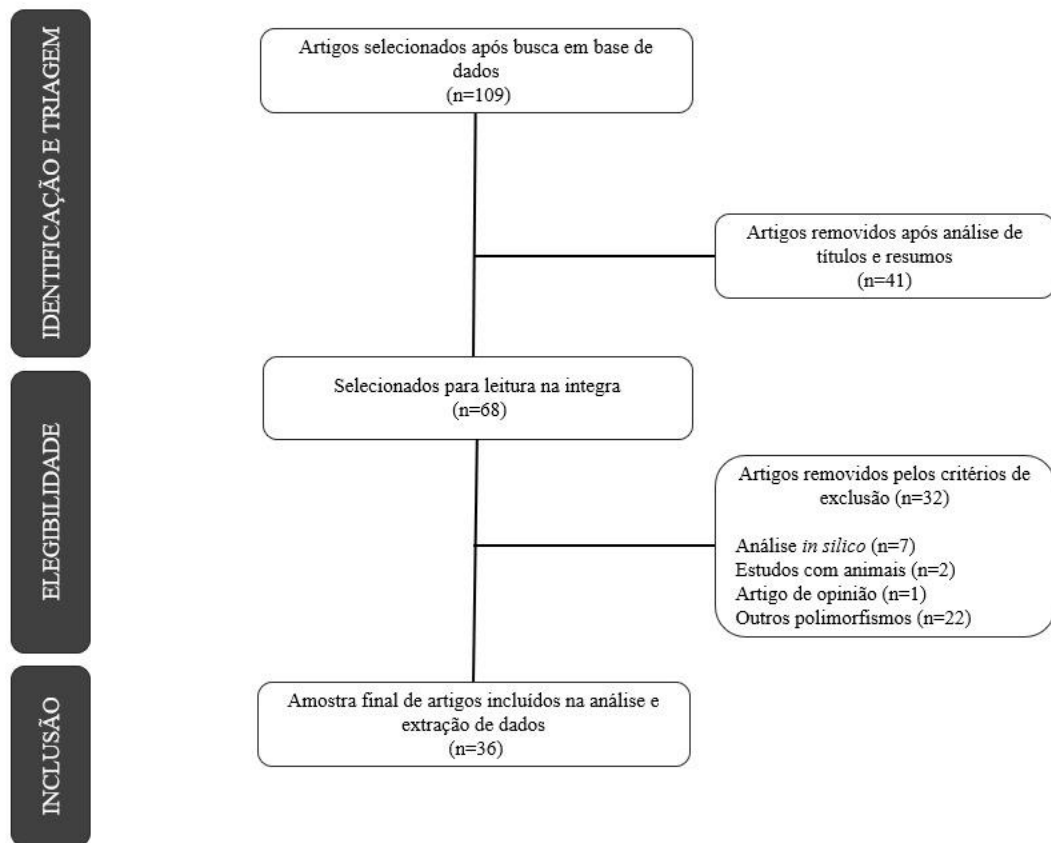 IDENTIFICAÇÃO E TRIAGEM
Artigos selecionados após busca em base de
dados
(n=109)
Artigos removidos após análise de
títulos e resumos
(n=41)
ELEGIBILIDADE
Selecionados para leitura na integra
(n=68)
Artigos removidos pelos critérios de
exclusão (n=32)
Análise in silico (n=7)
Estudos com animais (n=2)
Artigo de opinião (n=1)
Outros polimorfismos (n=22)
INCLUSÃO
Amostra final de artigos incluídos na análise e
extração de dados
(n=36)